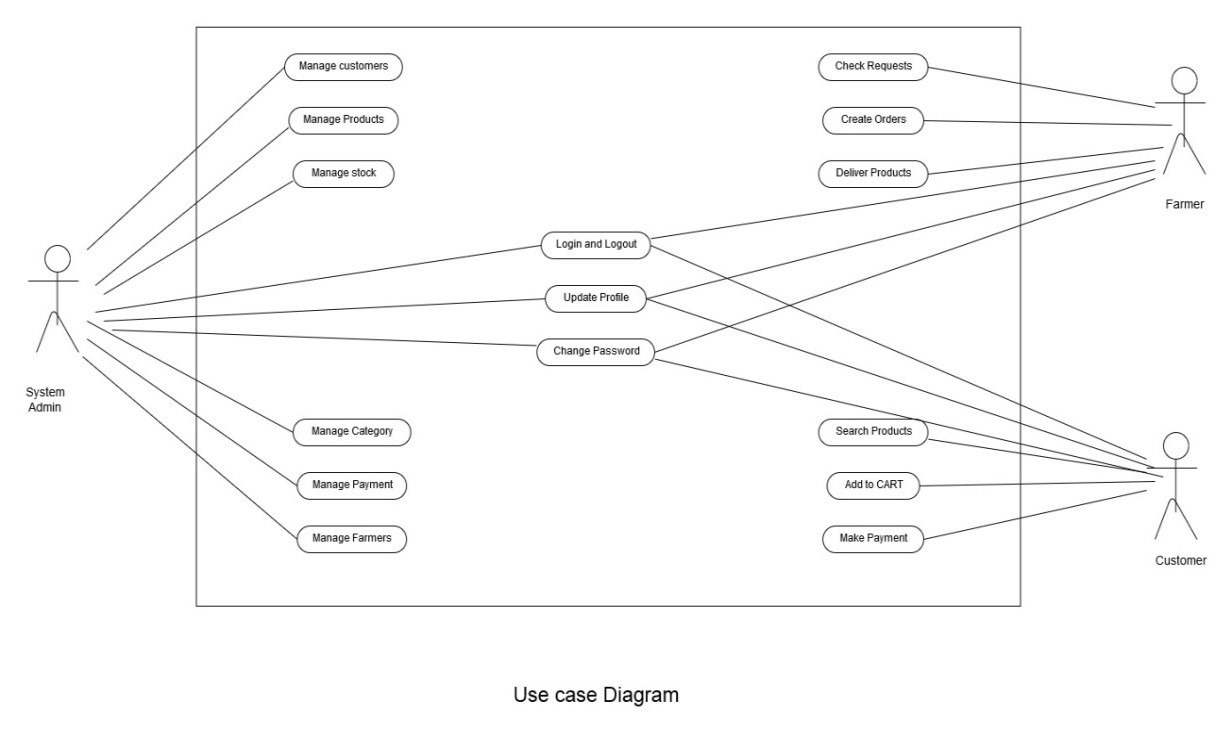 Manage customers
Check Requests
Manage Products
Create Orders
Manage stock
Deliver Products
Farmer
Login and Logout
Update Profile
Change Password
System
Admin
Manage Category
Search Products
Manage Payment
Add to CART
Manage Farmers
Make Payment
Customer
Use case Diagram